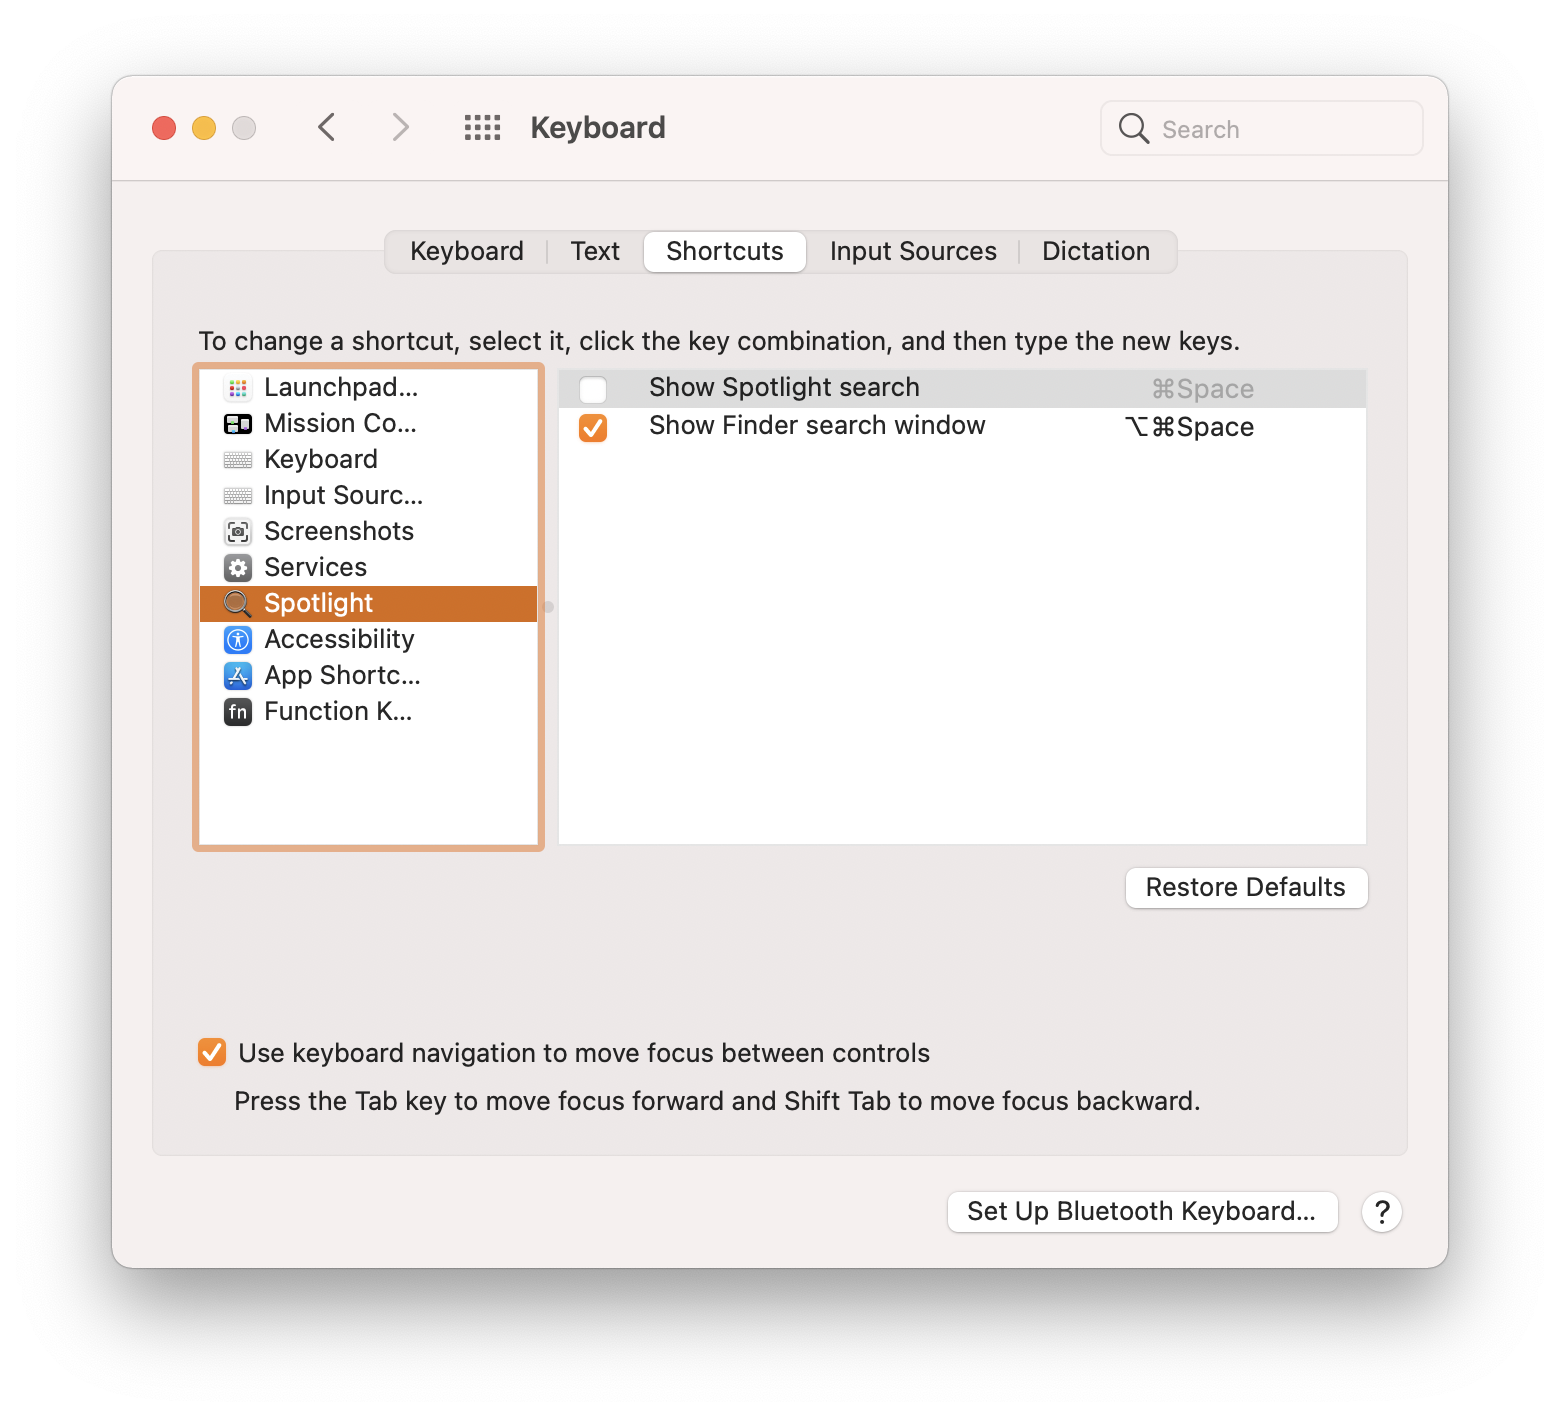 Keyboard
Search
Keyboard
Text
Shortcuts
Input Sources
Dictation
To change a shortcut, select it, click the key combination, and then type the new keys.
Launchpad...
Mission Co...
Keyboard
Input Sourc...
Screenshots
Services
Spotlight
Accessibility
App Shortc...
fn Function K...
Show Spotlight search ⌘Space
Show Finder search window ⌥⌘Space
Restore Defaults
Use keyboard navigation to move focus between controls
Press the Tab key to move focus forward and Shift Tab to move focus backward.
Set Up Bluetooth Keyboard...
?